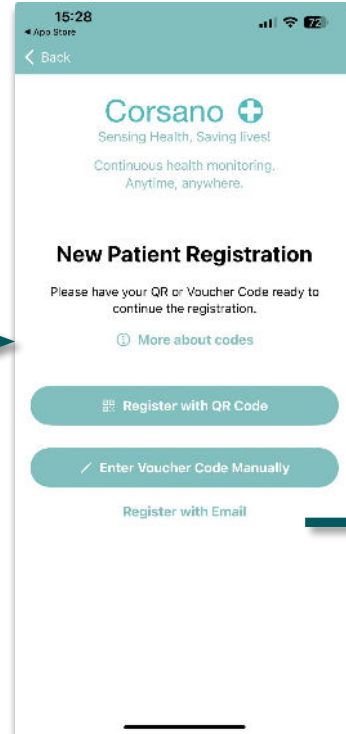 15:28
72
App Store
Back
Corsano
Sensing Health, Saving lives!
Continuous health monitoring.
Anytime, anywhere.
New Patient Registration
Please have your QR or Voucher Code ready to
continue the registration.
More about codes
Register with QR Code
Enter Voucher Code Manually
Register with Email